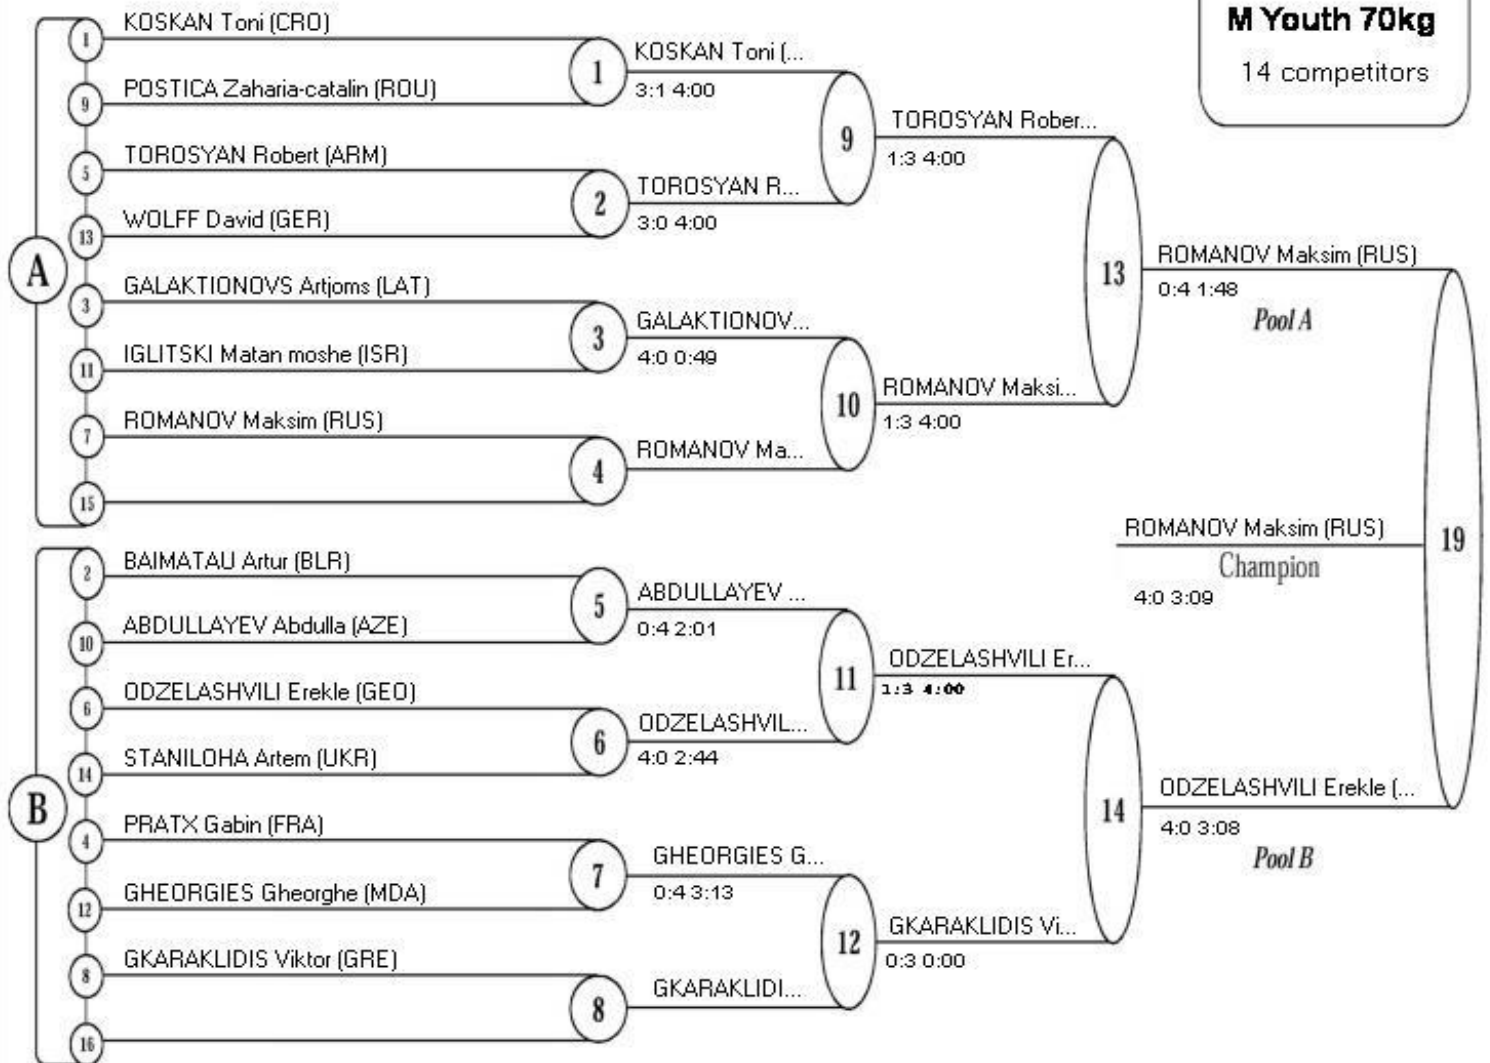 M Youth 70kg
14 competitors
A
1
KOSKAN Toni (CRO)
9
POSTICA Zaharia-catalin (ROU)
5
TOROSYAN Robert (ARM)
13
WOLFF David (GER)
3
GALAKTIONOVS Artjoms (LAT)
11
IGLITSKI Matan moshe (ISR)
7
ROMANOV Maksim (RUS)
15
1
KOSKAN Toni (...
3:1 4:00
2
TOROSYAN R...
3:0 4:00
3
GALAKTIONOV...
4:0 0:49
4
ROMANOV Ma...
9
TOROSYAN Rober...
1:3 4:00
10
ROMANOV Maksi...
1:3 4:00
13
ROMANOV Maksim (RUS)
0:4 1:48
Pool A
B
2
BAIMATAU Artur (BLR)
10
ABDULLAYEV Abdulla (AZE)
6
ODZELASHVILI Erekle (GEO)
14
STANILOHA Artem (UKR)
4
PRATX Gabin (FRA)
12
GHEORGIES Gheorghe (MDA)
8
GKARAKLIDIS Viktor (GRE)
16
5
ABDULLAYEV ...
0:4 2:01
6
ODZELASHVIL...
4:0 2:44
7
GHEORGIES G...
0:4 3:13
8
GKARAKLIDI...
11
ODZELASHVILI Er...
1:3 4:00
12
GKARAKLIDIS Vi...
0:3 0:00
14
ODZELASHVILI Erekle (...
4:0 3:08
Pool B
19
ROMANOV Maksim (RUS)
Champion
4:0 3:09